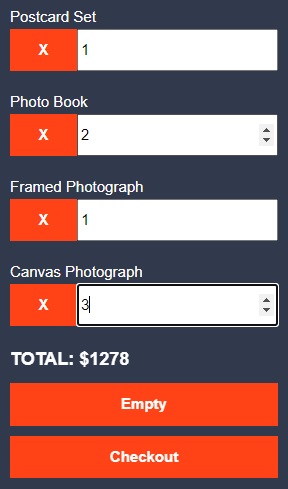 Postcard Set
X 1
Photo Book
X 2
Framed Photograph
X 1
Canvas Photograph
X 3
TOTAL: $1278
Empty
Checkout